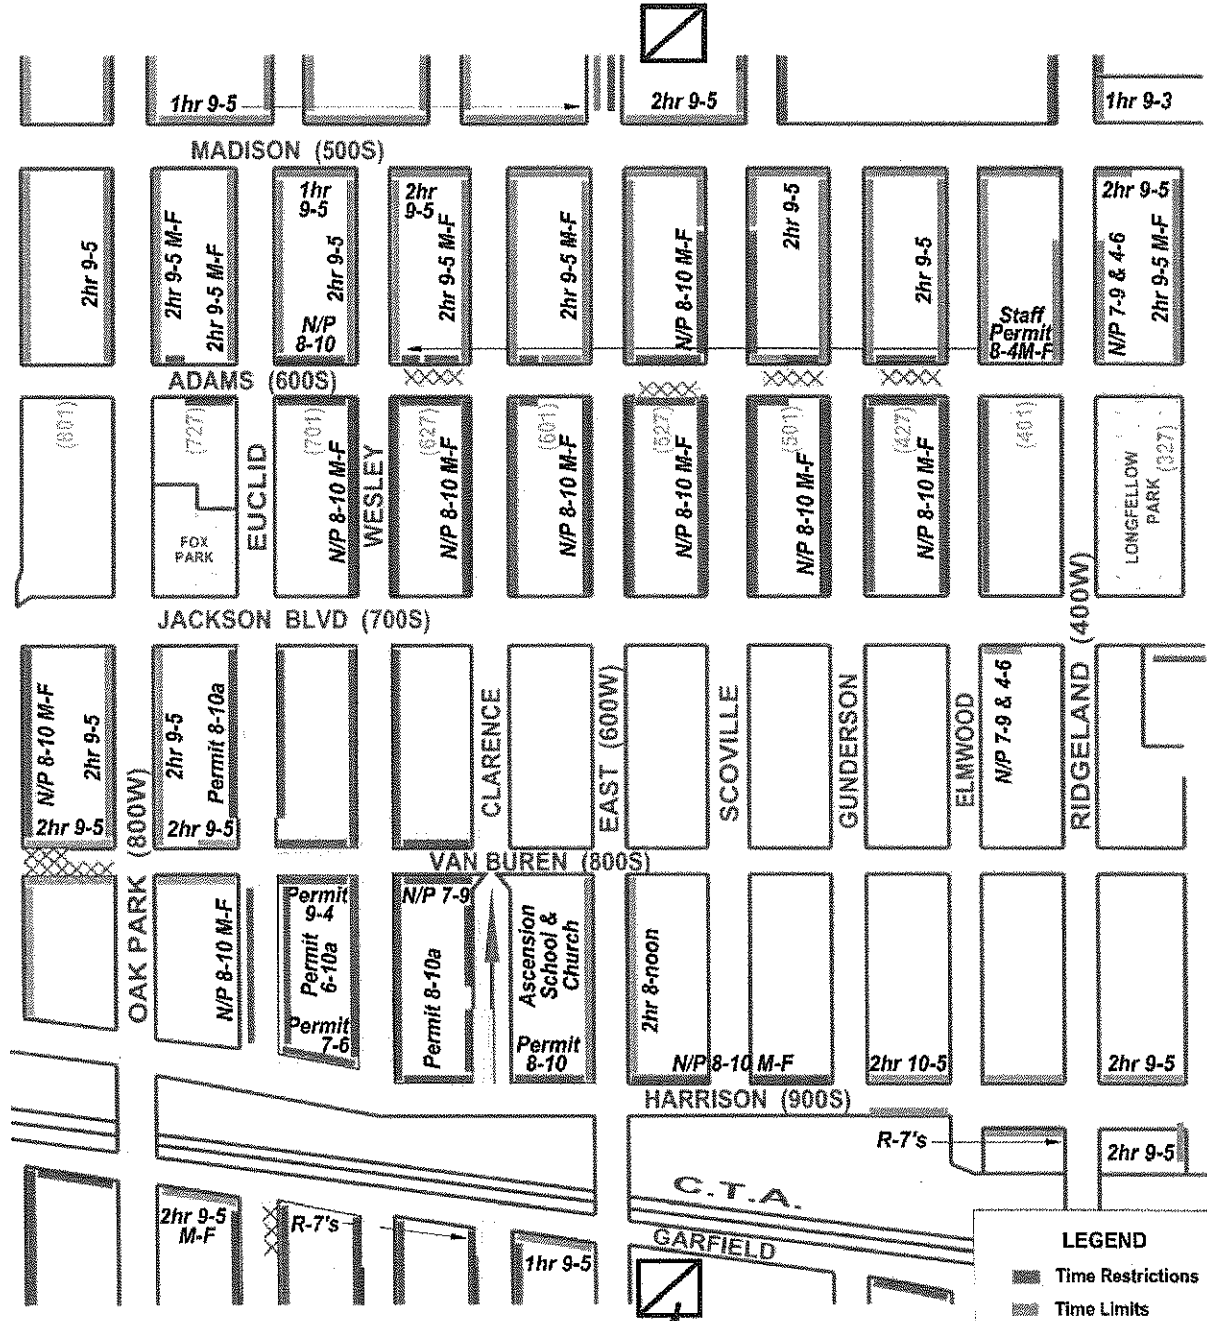 1hr 9-5
2hr 9-5
1hr 9-3
MADISON (500S)
2hr 9-5
2hr 9-5 M-F
2hr 9-5 M-F
1hr
9-5
2hr 9-5
N/P
8-10
2hr
9-5
2hr 9-5 M-F
2hr 9-5 M-F
N/P 8-10 M-F
2hr 9-5
2hr 9-5
Staff
Permit
8-4M-F
2hr 9-5
N/P 7-9 & 4-6
2hr 9-5 M-F
ADAMS (600S)
(801)
(727)
FOX
PARK
EUCLID
(701)
N/P 8-10 M-F
WESLEY
(627)
N/P 8-10 M-F
(601)
N/P 8-10 M-F
(527)
N/P 8-10 M-F
(501)
N/P 8-10 M-F
(427)
N/P 8-10 M-F
(401)
LONGFELLOW
PARK (327)
JACKSON BLVD (700S)
N/P 8-10 M-F
2hr 9-5
2hr 9-5
OAK PARK (800W)
2hr 9-5
Permit 8-10a
2hr 9-5
CLARENCE
EAST (600W)
SCOVILLE
GUNDERSON
ELMWOOD
N/P 7-9 & 4-6
RIDGELAND (400W)
VAN BUREN (800S)
N/P 8-10 M-F
Permit
9-4
Permit
6-10a
Permit
7-6
N/P 7-9
Permit 8-10a
Ascension
School &
Church
Permit
8-10
2hr 8-noon
N/P 8-10 M-F
2hr 10-5
2hr 9-5
HARRISON (900S)
R-7's
2hr 9-5
C.T.A.
GARFIELD
2hr 9-5
M-F
R-7's
1hr 9-5
LEGEND
Time Restrictions
Time Limits